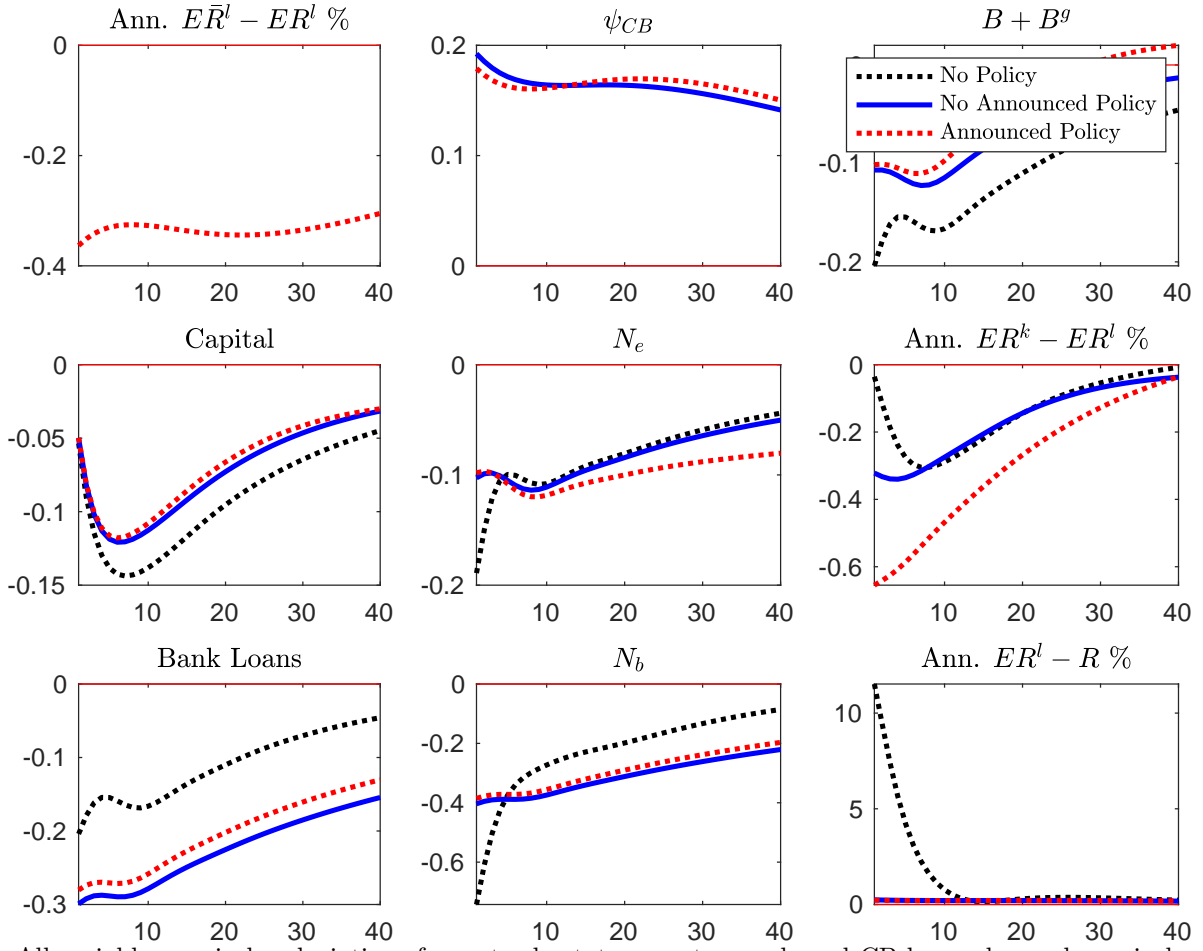 Ann. $E\bar{R}^l - ER^l$ %
0
-0.2
-0.4
10 20 30 40
$\psi_{CB}$
0.2
0.1
0
10 20 30 40
$B + B^g$
-0.1
-0.2
10 20 30 40
No Policy
No Announced Policy
Announced Policy
Capital
0
-0.05
-0.1
-0.15
10 20 30 40
$N_e$
0
-0.1
-0.2
10 20 30 40
Ann. $ER^k - ER^l$ %
0
-0.2
-0.4
-0.6
10 20 30 40
Bank Loans
0
-0.1
-0.2
-0.3
10 20 30 40
$N_b$
0
-0.2
-0.4
-0.6
10 20 30 40
Ann. $ER^l - R$ %
10
5
0
10 20 30 40